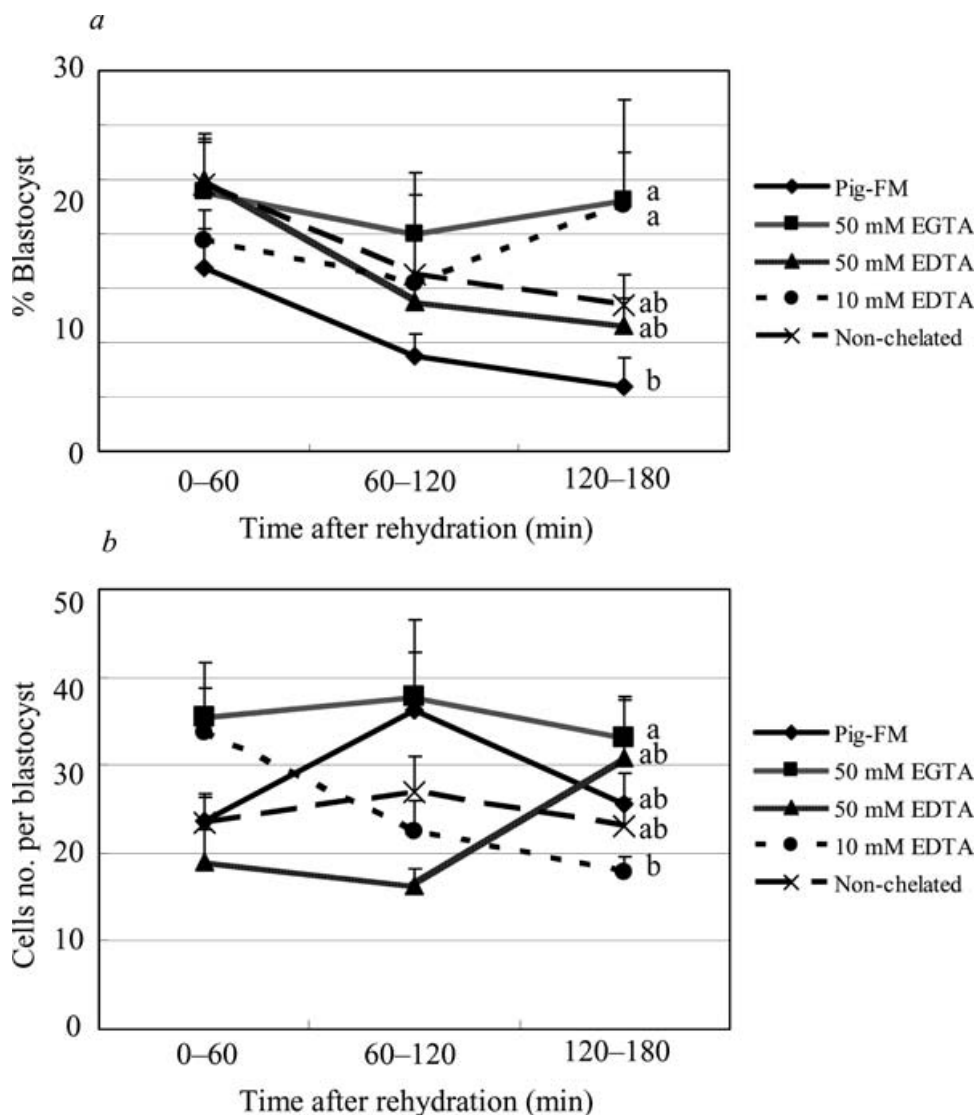 a
% Blastocyst
30
20
10
0
a
a
ab
ab
b
0–60
60–120
120–180
Time after rehydration (min)
Pig-FM
50 mM EGTA
50 mM EDTA
10 mM EDTA
Non-chelated
b
Cells no. per blastocyst
50
40
30
20
10
0
a
ab
ab
ab
b
0–60
60–120
120–180
Time after rehydration (min)
Pig-FM
50 mM EGTA
50 mM EDTA
10 mM EDTA
Non-chelated